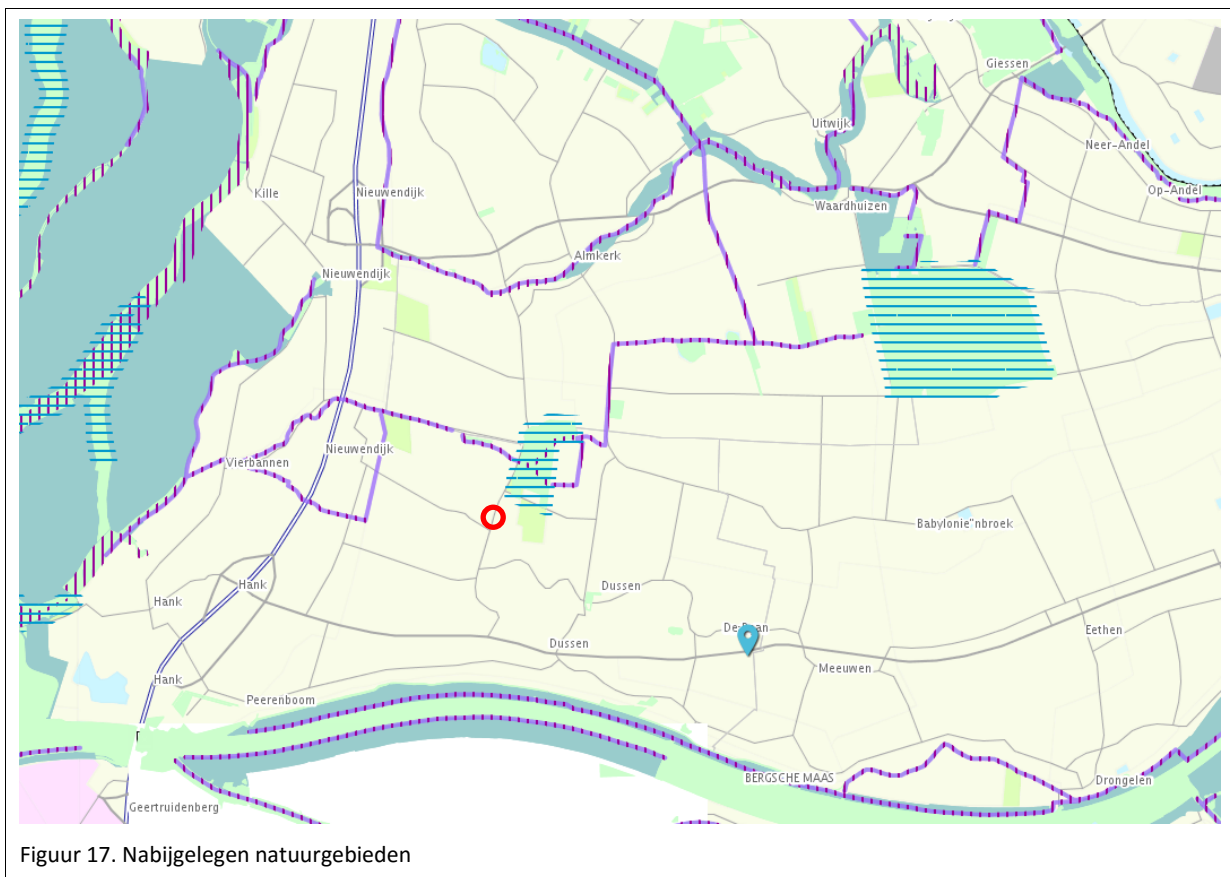 Giessen
Uitwijk
Neer-Andel
Op-Andel
Kille
Nieuwendijk
Waardhuizen
Almkerk
Nieuwendijk
Nieuwendijk
Vierbannen
Babylonie"nbroek
Hank
Dussen
Hank
De
Eethen
Dussen
Meeuwen
Hank
Peerenboom
BERGSCHE MAAS
Drongelen
Geertruidenberg
Figuur 17. Nabijgelegen natuurgebieden